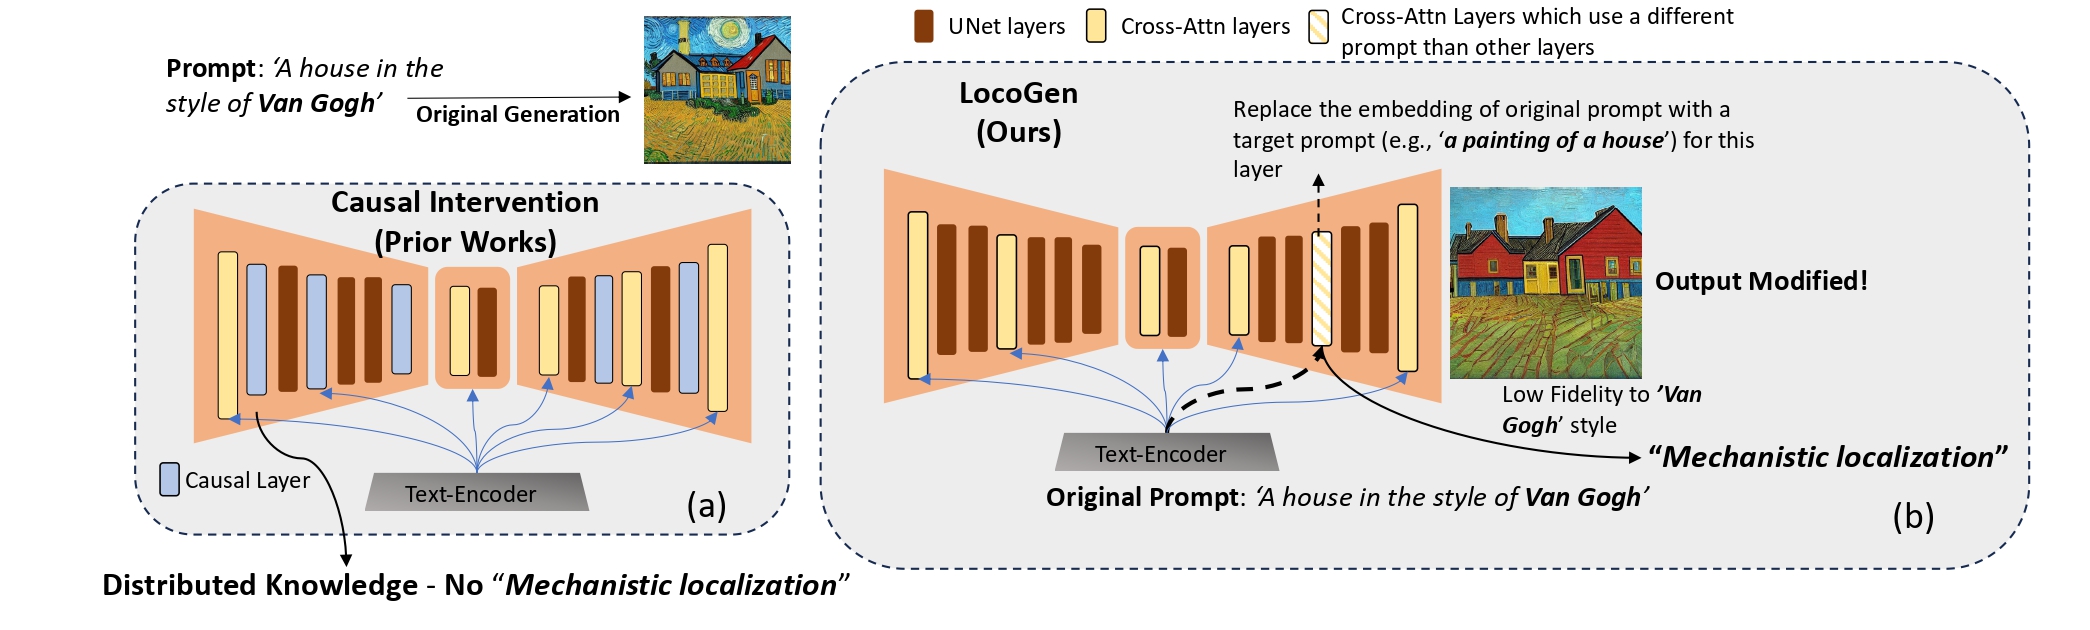 Prompt: ‘A house in the
style of Van Gogh’
Original Generation
Causal Intervention
(Prior Works)
Causal Layer
Text-Encoder
(a)
Distributed Knowledge - No “Mechanistic localization”
UNet layers
Cross-Attn layers
Cross-Attn Layers which use a different
prompt than other layers
LocoGen
(Ours)
Replace the embedding of original prompt with a
target prompt (e.g., ‘a painting of a house’) for this
layer
Output Modified!
Low Fidelity to ’Van
Gogh’ style
Text-Encoder
“Mechanistic localization”
Original Prompt: ‘A house in the style of Van Gogh’
(b)